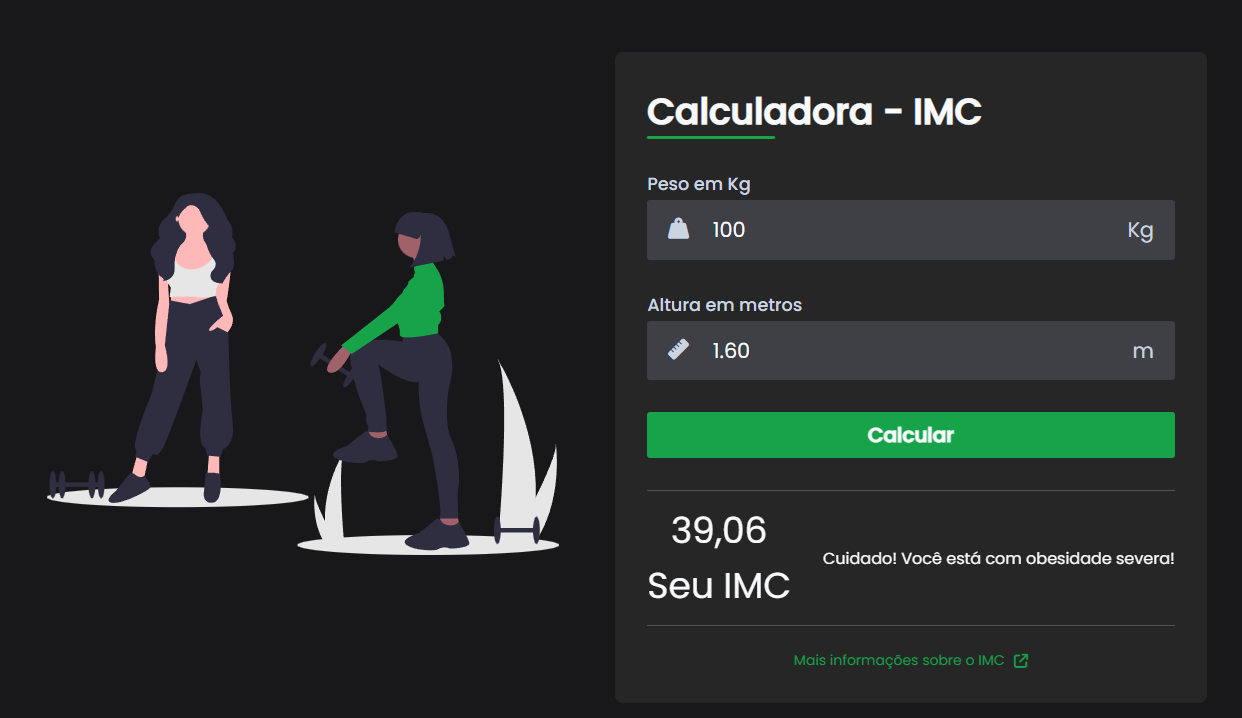 Calculadora - IMC
Peso em Kg
100 Kg
Altura em metros
1.60 m
Calcular
39,06
Seu IMC
Cuidado! Você está com obesidade severa!
Mais informações sobre o IMC